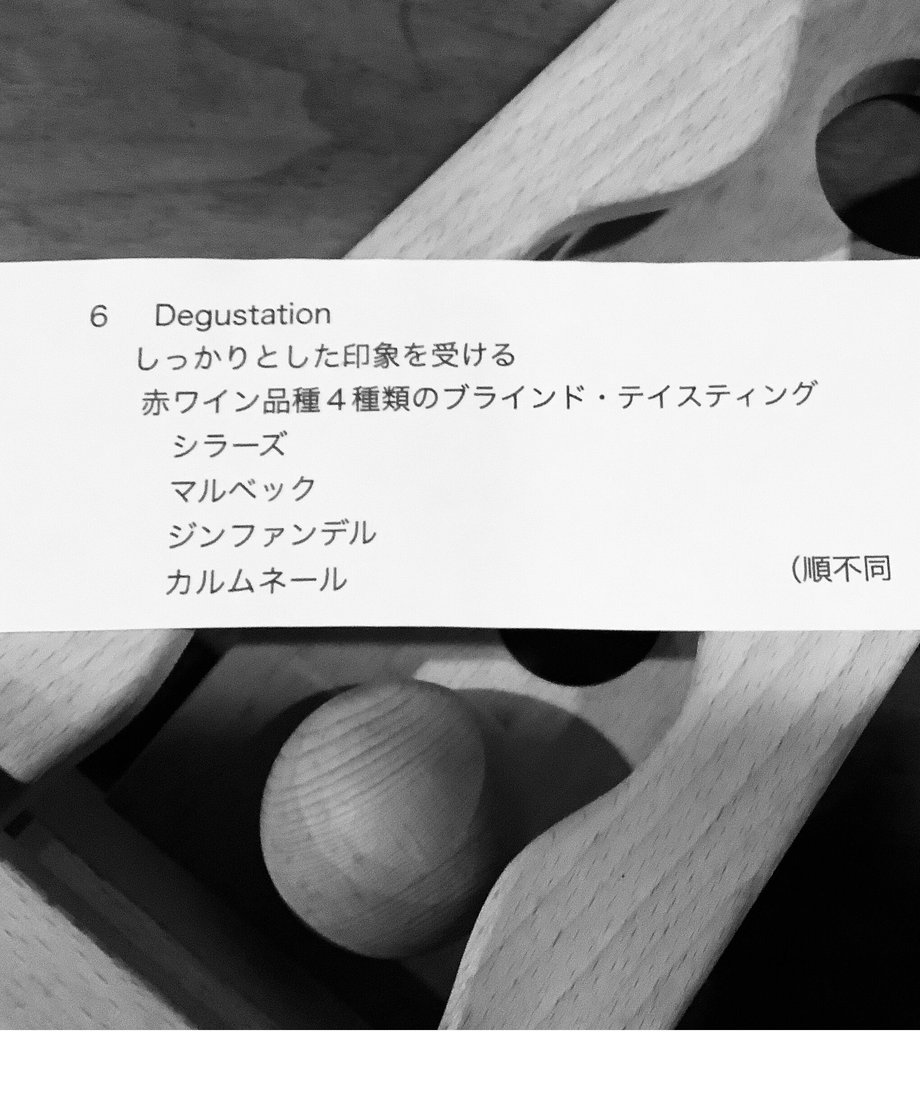 6 Degustation
しっかりとした印象を受ける
赤ワイン品種４種類のブラインド・テイスティング
シラーズ
マルベック
ジンファンデル
カルムネール
(順不同